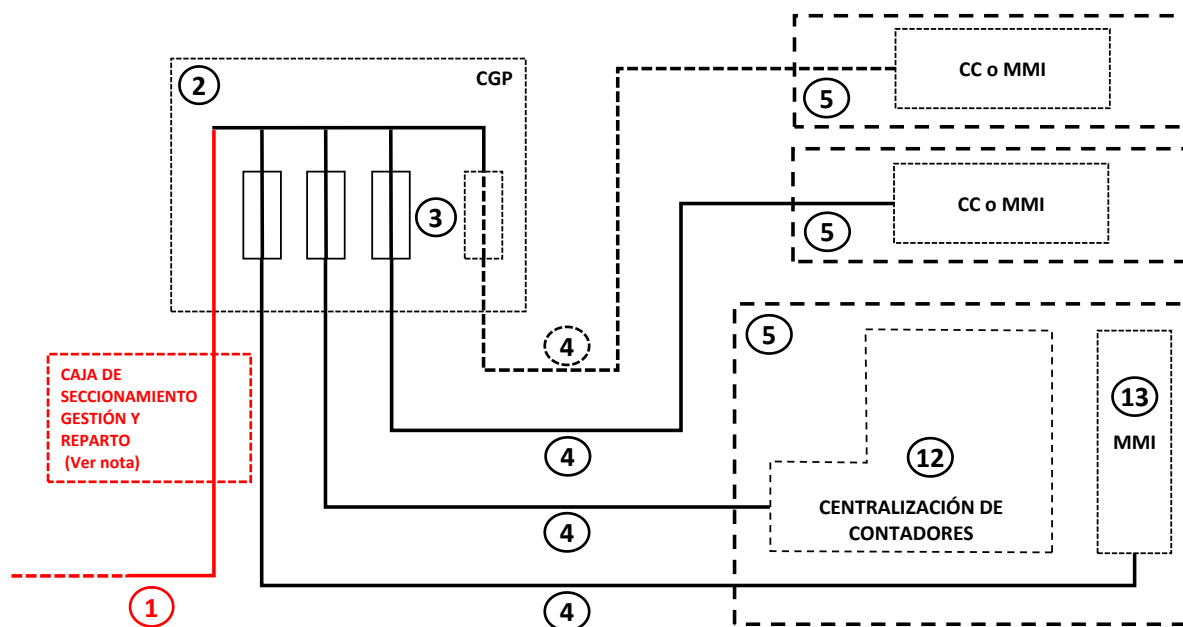 2
CGP
CC o MMI
5
3
CC o MMI
5
4
5
CAJA DE
SECCIONAMIENTO
GESTIÓN Y
REPARTO
(Ver nota)
13
MMI
4
12
CENTRALIZACIÓN DE
CONTADORES
4
1
4